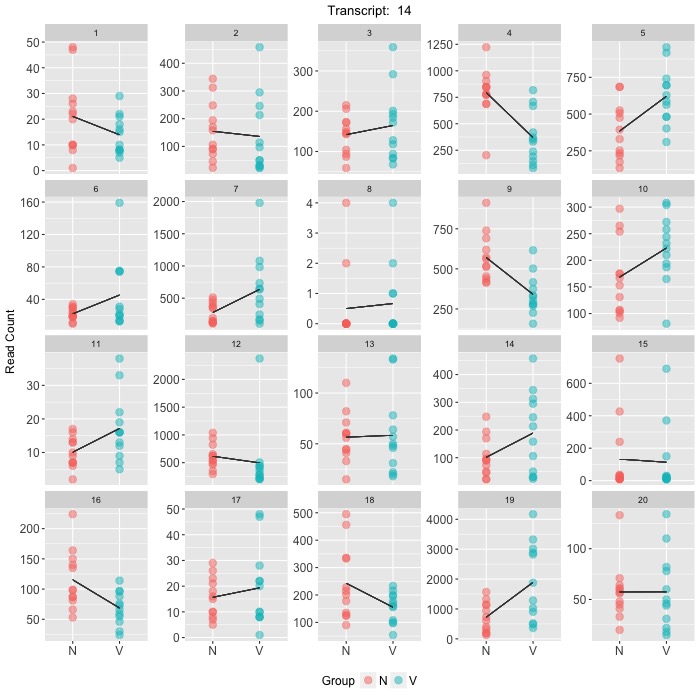 Transcript: 14
1 2 3 4 5
50 40 30 20 10 0
400 300 200 100
300 200 100
1250 1000 750 500 250
750 500 250
6 7 8 9 10
160 120 80 40
2000 1500 1000 500
4 3 2 1 0
750 500 250
300 250 200 150 100
Read Count
11 12 13 14 15
30 20 10
2000 1500 1000 500
100 50
400 300 200 100
600 400 200 0
16 17 18 19 20
200 150 100 50
50 40 30 20 10 0
500 400 300 200 100
4000 3000 2000 1000 0
100 50
N V N V N V N V N V
Group N V